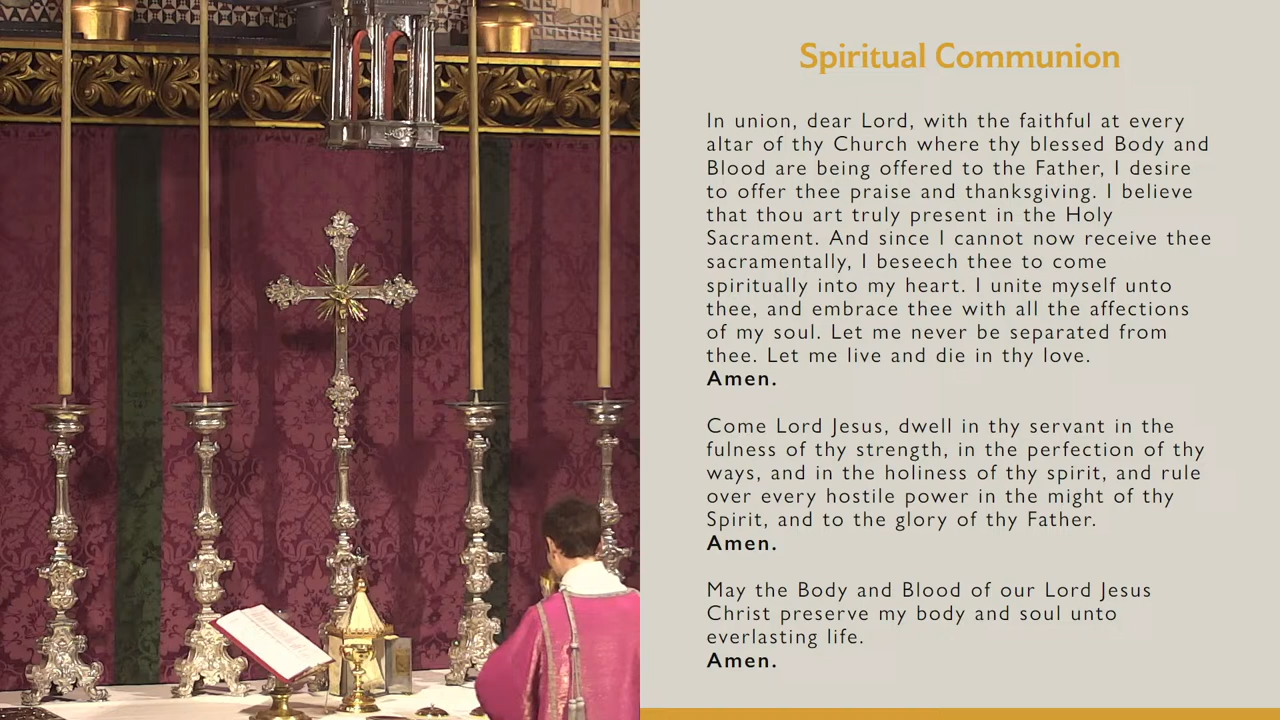 Spiritual Communion
In union, dear Lord, with the faithful at every
altar of thy Church where thy blessed Body and
Blood are being offered to the Father, I desire
to offer thee praise and thanksgiving. I believe
that thou art truly present in the Holy
Sacrament. And since I cannot now receive thee
sacramentally, I beseech thee to come
spiritually into my heart. I unite myself unto
thee, and embrace thee with all the affections
of my soul. Let me never be separated from
thee. Let me live and die in thy love.
Amen.
Come Lord Jesus, dwell in thy servant in the
fulness of thy strength, in the perfection of thy
ways, and in the holiness of thy spirit, and rule
over every hostile power in the might of thy
Spirit, and to the glory of thy Father.
Amen.
May the Body and Blood of our Lord Jesus
Christ preserve my body and soul unto
everlasting life.
Amen.